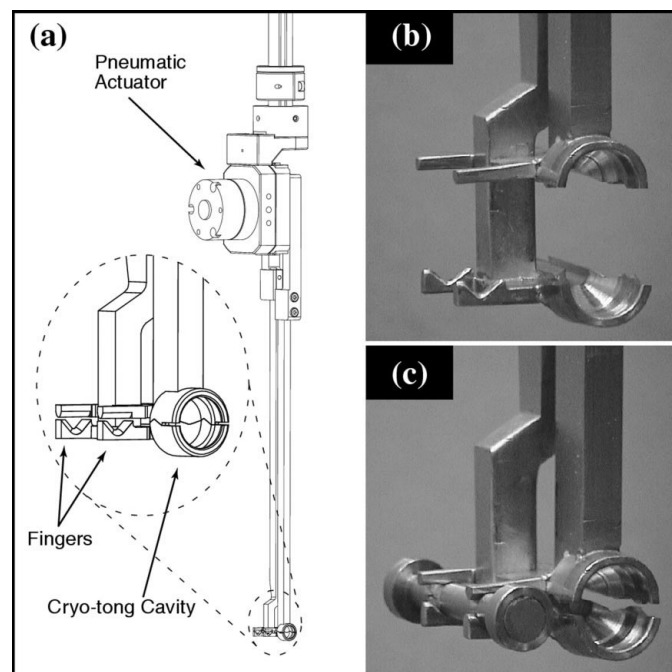 (a)
Pneumatic
Actuator
Fingers
Cryo-tong Cavity
(b)
(c)